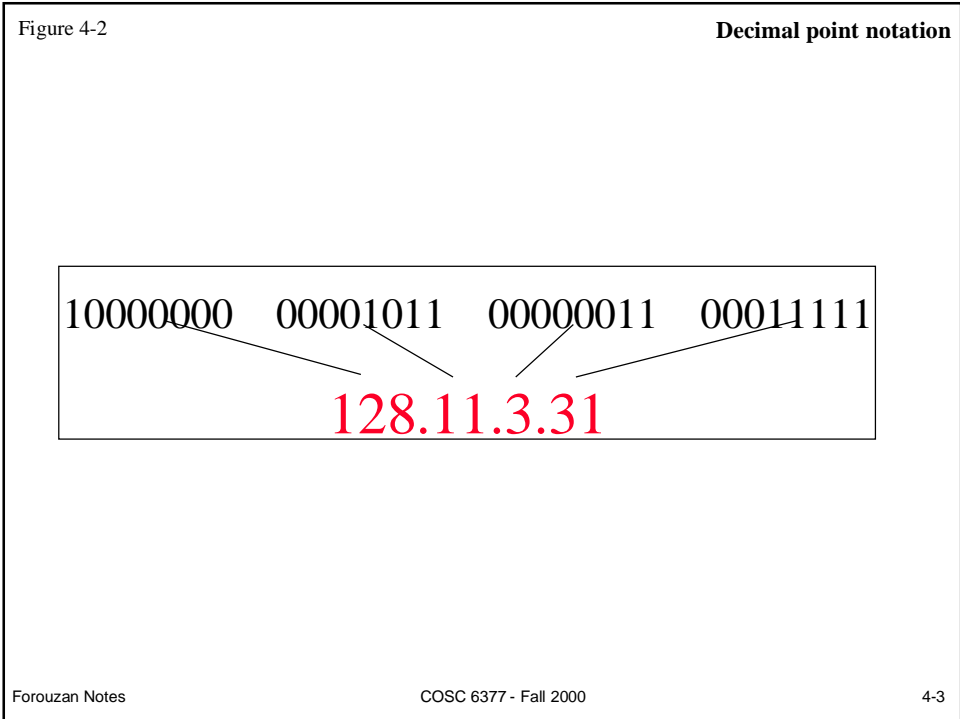 Figure 4-2 Decimal point notation
10000000 00001011 00000011 00011111
128.11.3.31
Forouzan Notes COSC 6377 - Fall 2000 4-3